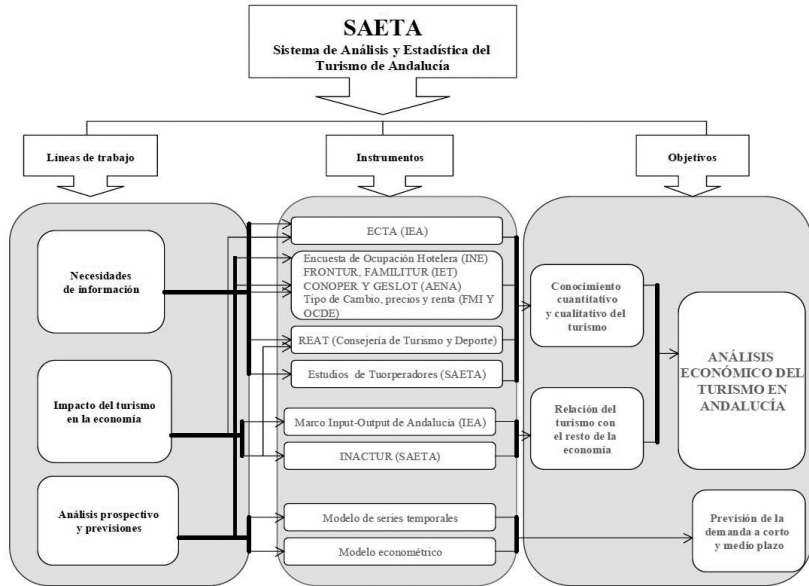 SAETA
Sistema de Análisis y Estadística del
Turismo de Andalucía
Líneas de trabajo
Instrumentos
Objetivos
Necesidades
de información
Impacto del turismo
en la economía
Análisis prospectivo
y previsiones
ECTA (IEA)
Encuesta de Ocupación Hotelera (INE)
FRONTUR, FAMILITUR (IET)
CONOPER Y GESLOT (AENA)
Tipo de Cambio, precios y renta (FMI Y
OCDE)
REAT (Consejería de Turismo y Deporte)
Estudios de Tuorperadores (SAETA)
Marco Input-Output de Andalucía (IEA)
INACTUR (SAETA)
Modelo de series temporales
Modelo econométrico
Conocimiento
cuantitativo
y cualitativo del
turismo
Relación del
turismo con
el resto de la
economía
ANÁLISIS
ECONÓMICO DEL
TURISMO EN
ANDALUCÍA
Previsión de la
demanda a corto
y medio plazo